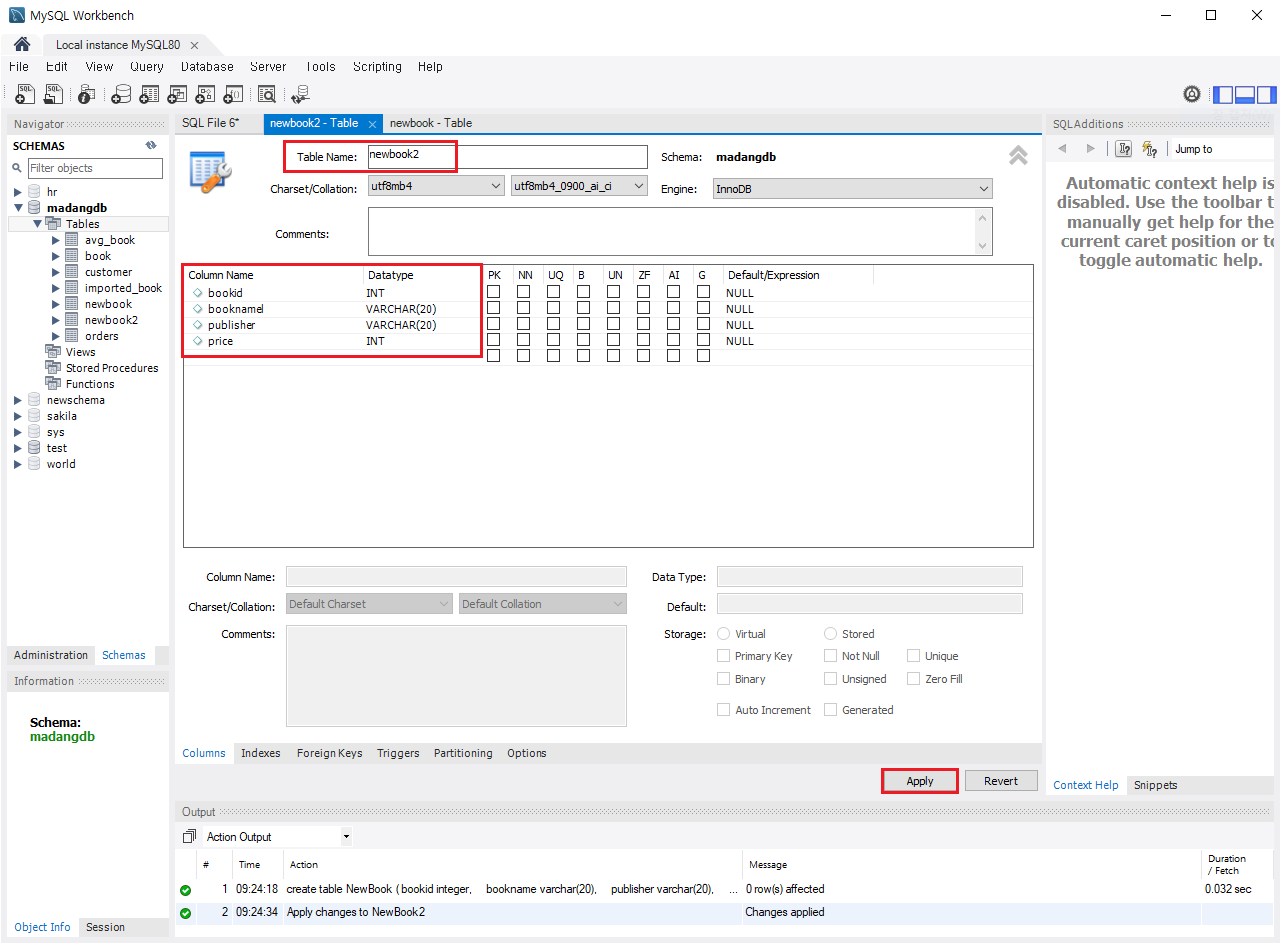 MySQL Workbench
Local instance MySQL80
File Edit View Query Database Server Tools Scripting Help
Navigator
SCHEMAS
Filter objects
hr
madangdb
Tables
avg_book
book
customer
imported_book
newbook
newbook2
orders
Views
Stored Procedures
Functions
newschema
sakila
sys
test
world
Administration Schemas
Information
Schema:
madangdb
Object Info Session
SQL File 6* newbook2 - Table newbook - Table
Table Name: newbook2 Schema: madangdb
Charset/Collation: utf8mb4 utf8mb4_0900_ai_ci Engine: InnoDB
Comments:
Column Name Datatype PK NN UQ B UN ZF AI G Default/Expression
bookid INT NULL
booknamel VARCHAR(20) NULL
publisher VARCHAR(20) NULL
price INT NULL
Column Name: Data Type:
Charset/Collation: Default Charset Default Collation Default:
Comments: Storage: Virtual Stored
Primary Key Not Null Unique
Binary Unsigned Zero Fill
Auto Increment Generated
Columns Indexes Foreign Keys Triggers Partitioning Options
Apply Revert
SQLAdditions
Jump to
Automatic context help is
disabled. Use the toolbar t
manually get help for the
current caret position or to
toggle automatic help.
Context Help Snippets
Output
Action Output
# Time Action Message Duration / Fetch
1 09:24:18 create table NewBook ( bookid integer, bookname varchar(20), publisher varchar(20), ... 0 row(s) affected 0.032 sec
2 09:24:34 Apply changes to NewBook2 Changes applied